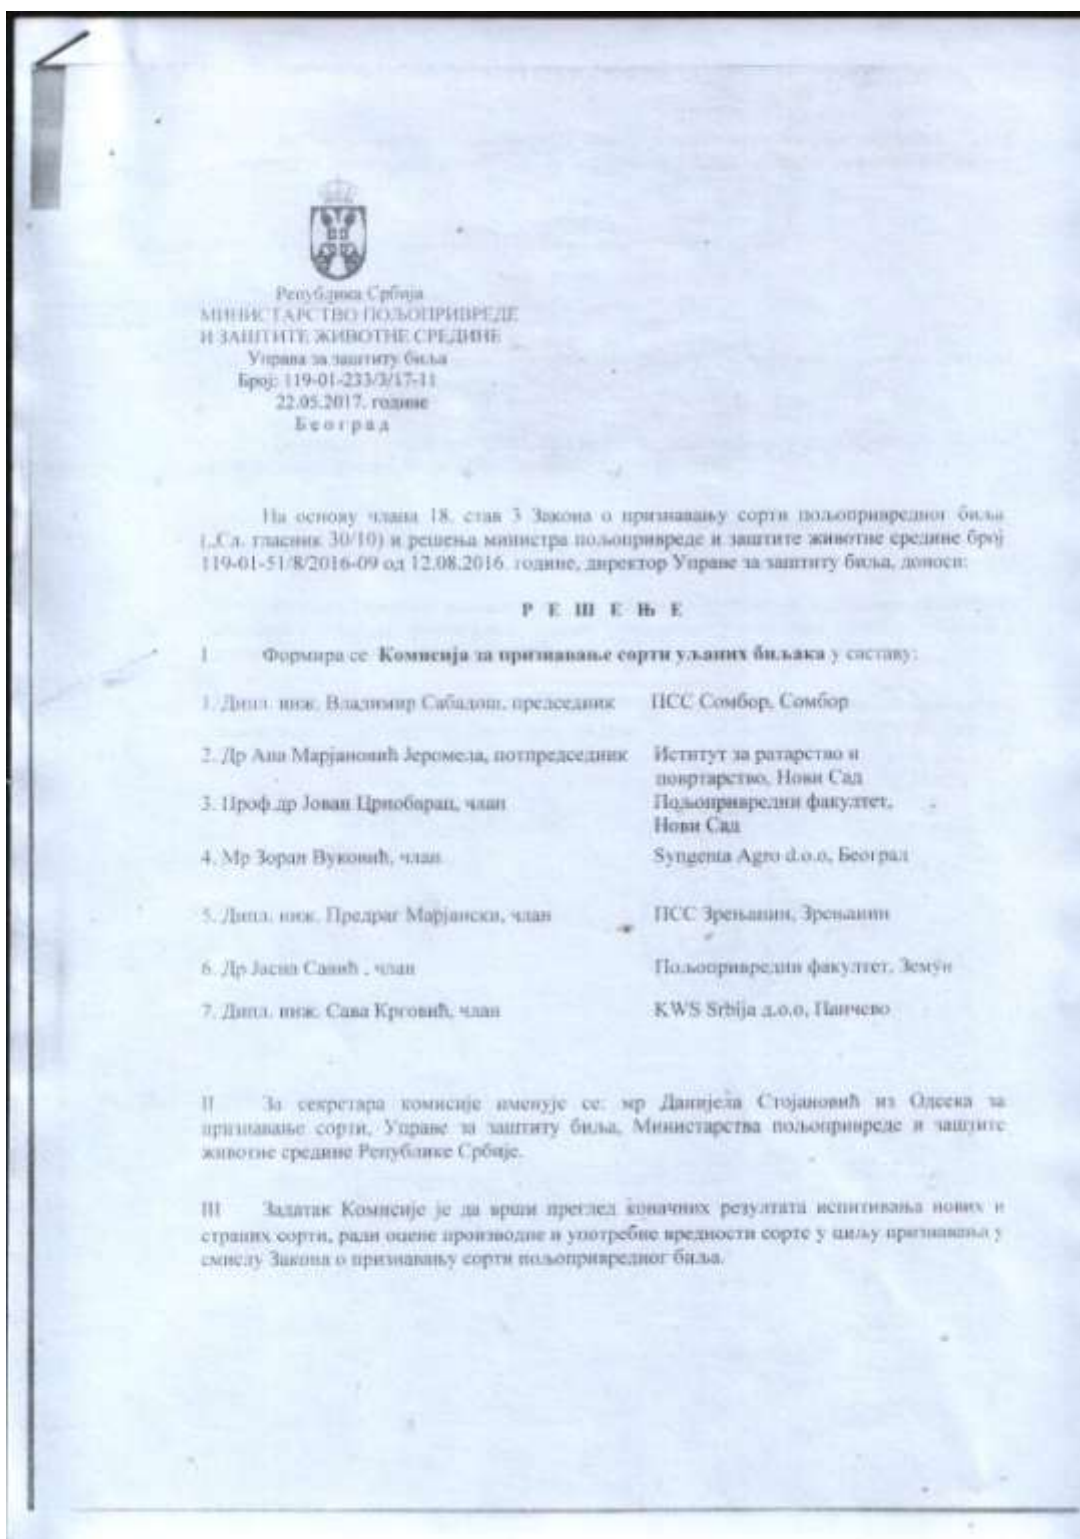 Република Србија
МИНИСТАРСТВО ПОЉОПРИВРЕДЕ
И ЗАШТИТЕ ЖИВОТНЕ СРЕДИНЕ
Управа за заштиту биља
Број: 119-01-233/3/17-11
22.05.2017. године
Београд
На основу члана 18. став 3 Закона о признавању сорти пољопривредног биља
(„Сл. гласник 30/10) и решења министра пољопривреде и заштите животне средине број
119-01-51/8/2016-09 од 12.08.2016. године, директор Управе за заштиту биља, доноси:
Р Е Ш Е Њ Е
I Формира се Комисија за признавање сорти уљаних биљака у саставу:
1. Дипл. инж. Владимир Сабадош, председник ПСС Сомбор, Сомбор
2. Др Ана Марјановић Јеромела, потпредседник Иститут за ратарство и
повртарство, Нови Сад
3. Проф.др Јован Црнобарац, члан Пољопривредни факултет,
Нови Сад
4. Мр Зоран Вуковић, члан Syngenta Agro d.o.o, Београд
5. Дипл. инж. Предраг Марјански, члан ПСС Зрењанин, Зрењанин
6. Др Јасна Савић , члан Пољопривредни факултет, Земун
7. Дипл. инж. Сава Крговић, члан KWS Srbija д.о.о, Панчево
II За секретара комисије именује се: мр Данијела Стојановић из Одсека за
признавање сорти, Управе за заштиту биља, Министарства пољопривреде и заштите
животне средине Републике Србије.
III Задатак Комисије је да врши преглед коначних резултата испитивања нових и
страних сорти, ради оцене производне и употребне вредности сорте у циљу признавања у
смислу Закона о признавању сорти пољопривредног биља.